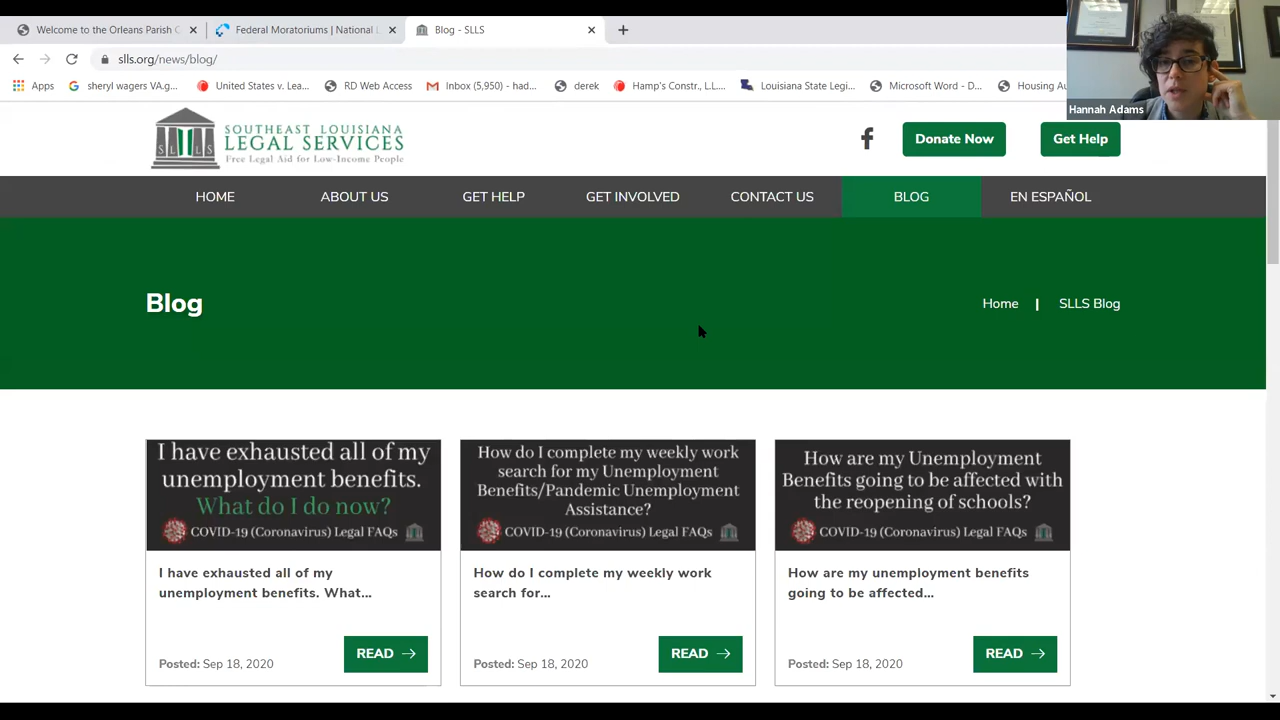 Welcome to the Orleans Parish C
Federal Moratoriums | National L
Blog - SLLS
slls.org/news/blog/
Apps
sheryl wagers VA.g...
United States v. Lea...
RD Web Access
Inbox (5,950) - had...
derek
Hamp's Constr., L.L...
Louisiana State Legi...
Microsoft Word - D...
Housing Au
Hannah Adams
SLLS
SOUTHEAST LOUISIANA
LEGAL SERVICES
Free Legal Aid for Low-Income People
Donate Now
Get Help
HOME
ABOUT US
GET HELP
GET INVOLVED
CONTACT US
BLOG
EN ESPAÑOL
Blog
Home | SLLS Blog
I have exhausted all of my
unemployment benefits.
What do I do now?
COVID-19 (Coronavirus) Legal FAQs
I have exhausted all of my
unemployment benefits. What...
Posted: Sep 18, 2020
READ →
How do I complete my weekly work
search for my Unemployment
Benefits/Pandemic Unemployment
Assistance?
COVID-19 (Coronavirus) Legal FAQs
How do I complete my weekly work
search for...
Posted: Sep 18, 2020
READ →
How are my Unemployment
Benefits going to be affected with
the reopening of schools?
COVID-19 (Coronavirus) Legal FAQs
How are my unemployment benefits
going to be affected...
Posted: Sep 18, 2020
READ →